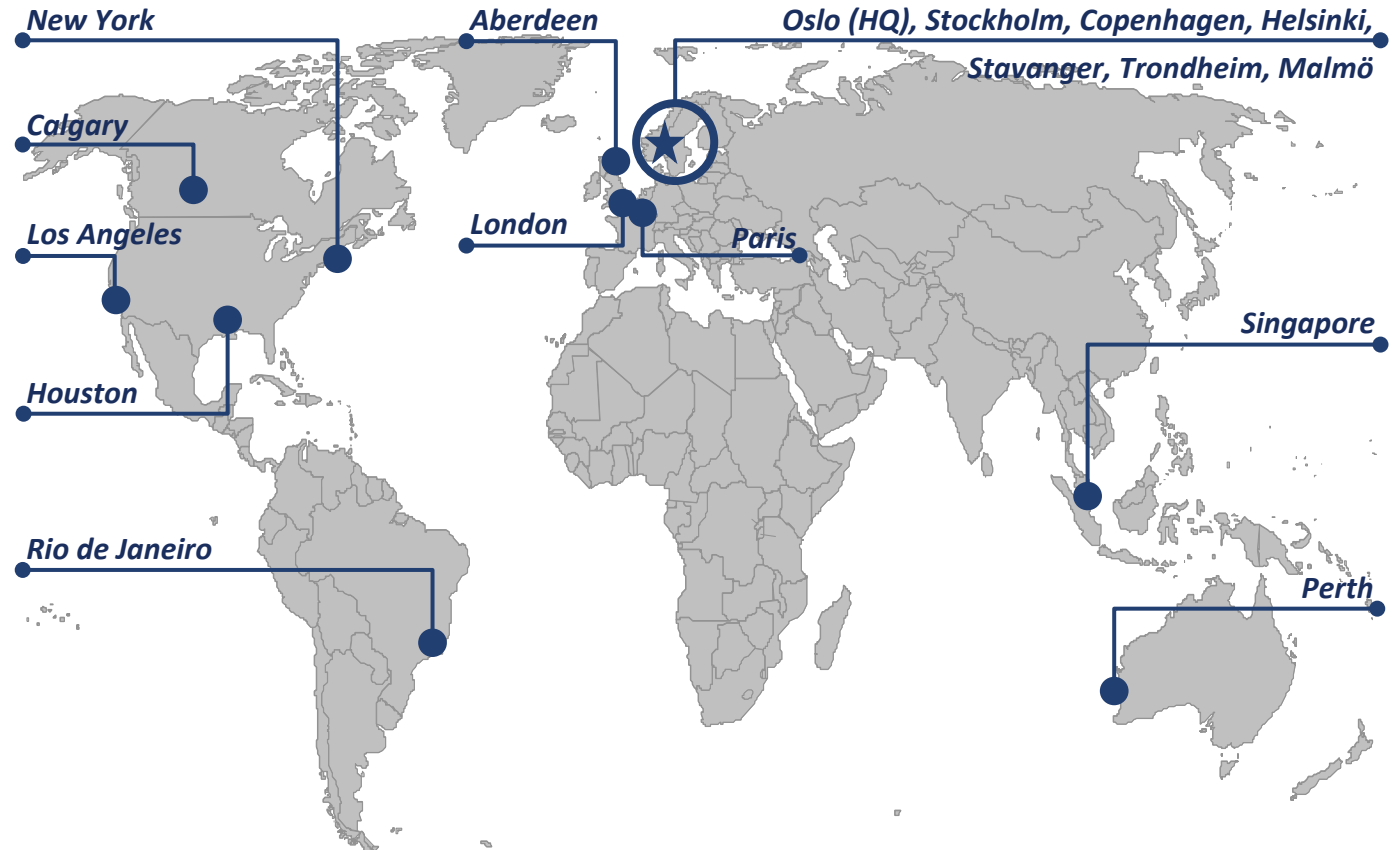 New York
Aberdeen
Oslo (HQ), Stockholm, Copenhagen, Helsinki,
Stavanger, Trondheim, Malmö
Calgary
Los Angeles
London
Paris
Singapore
Houston
Rio de Janeiro
Perth